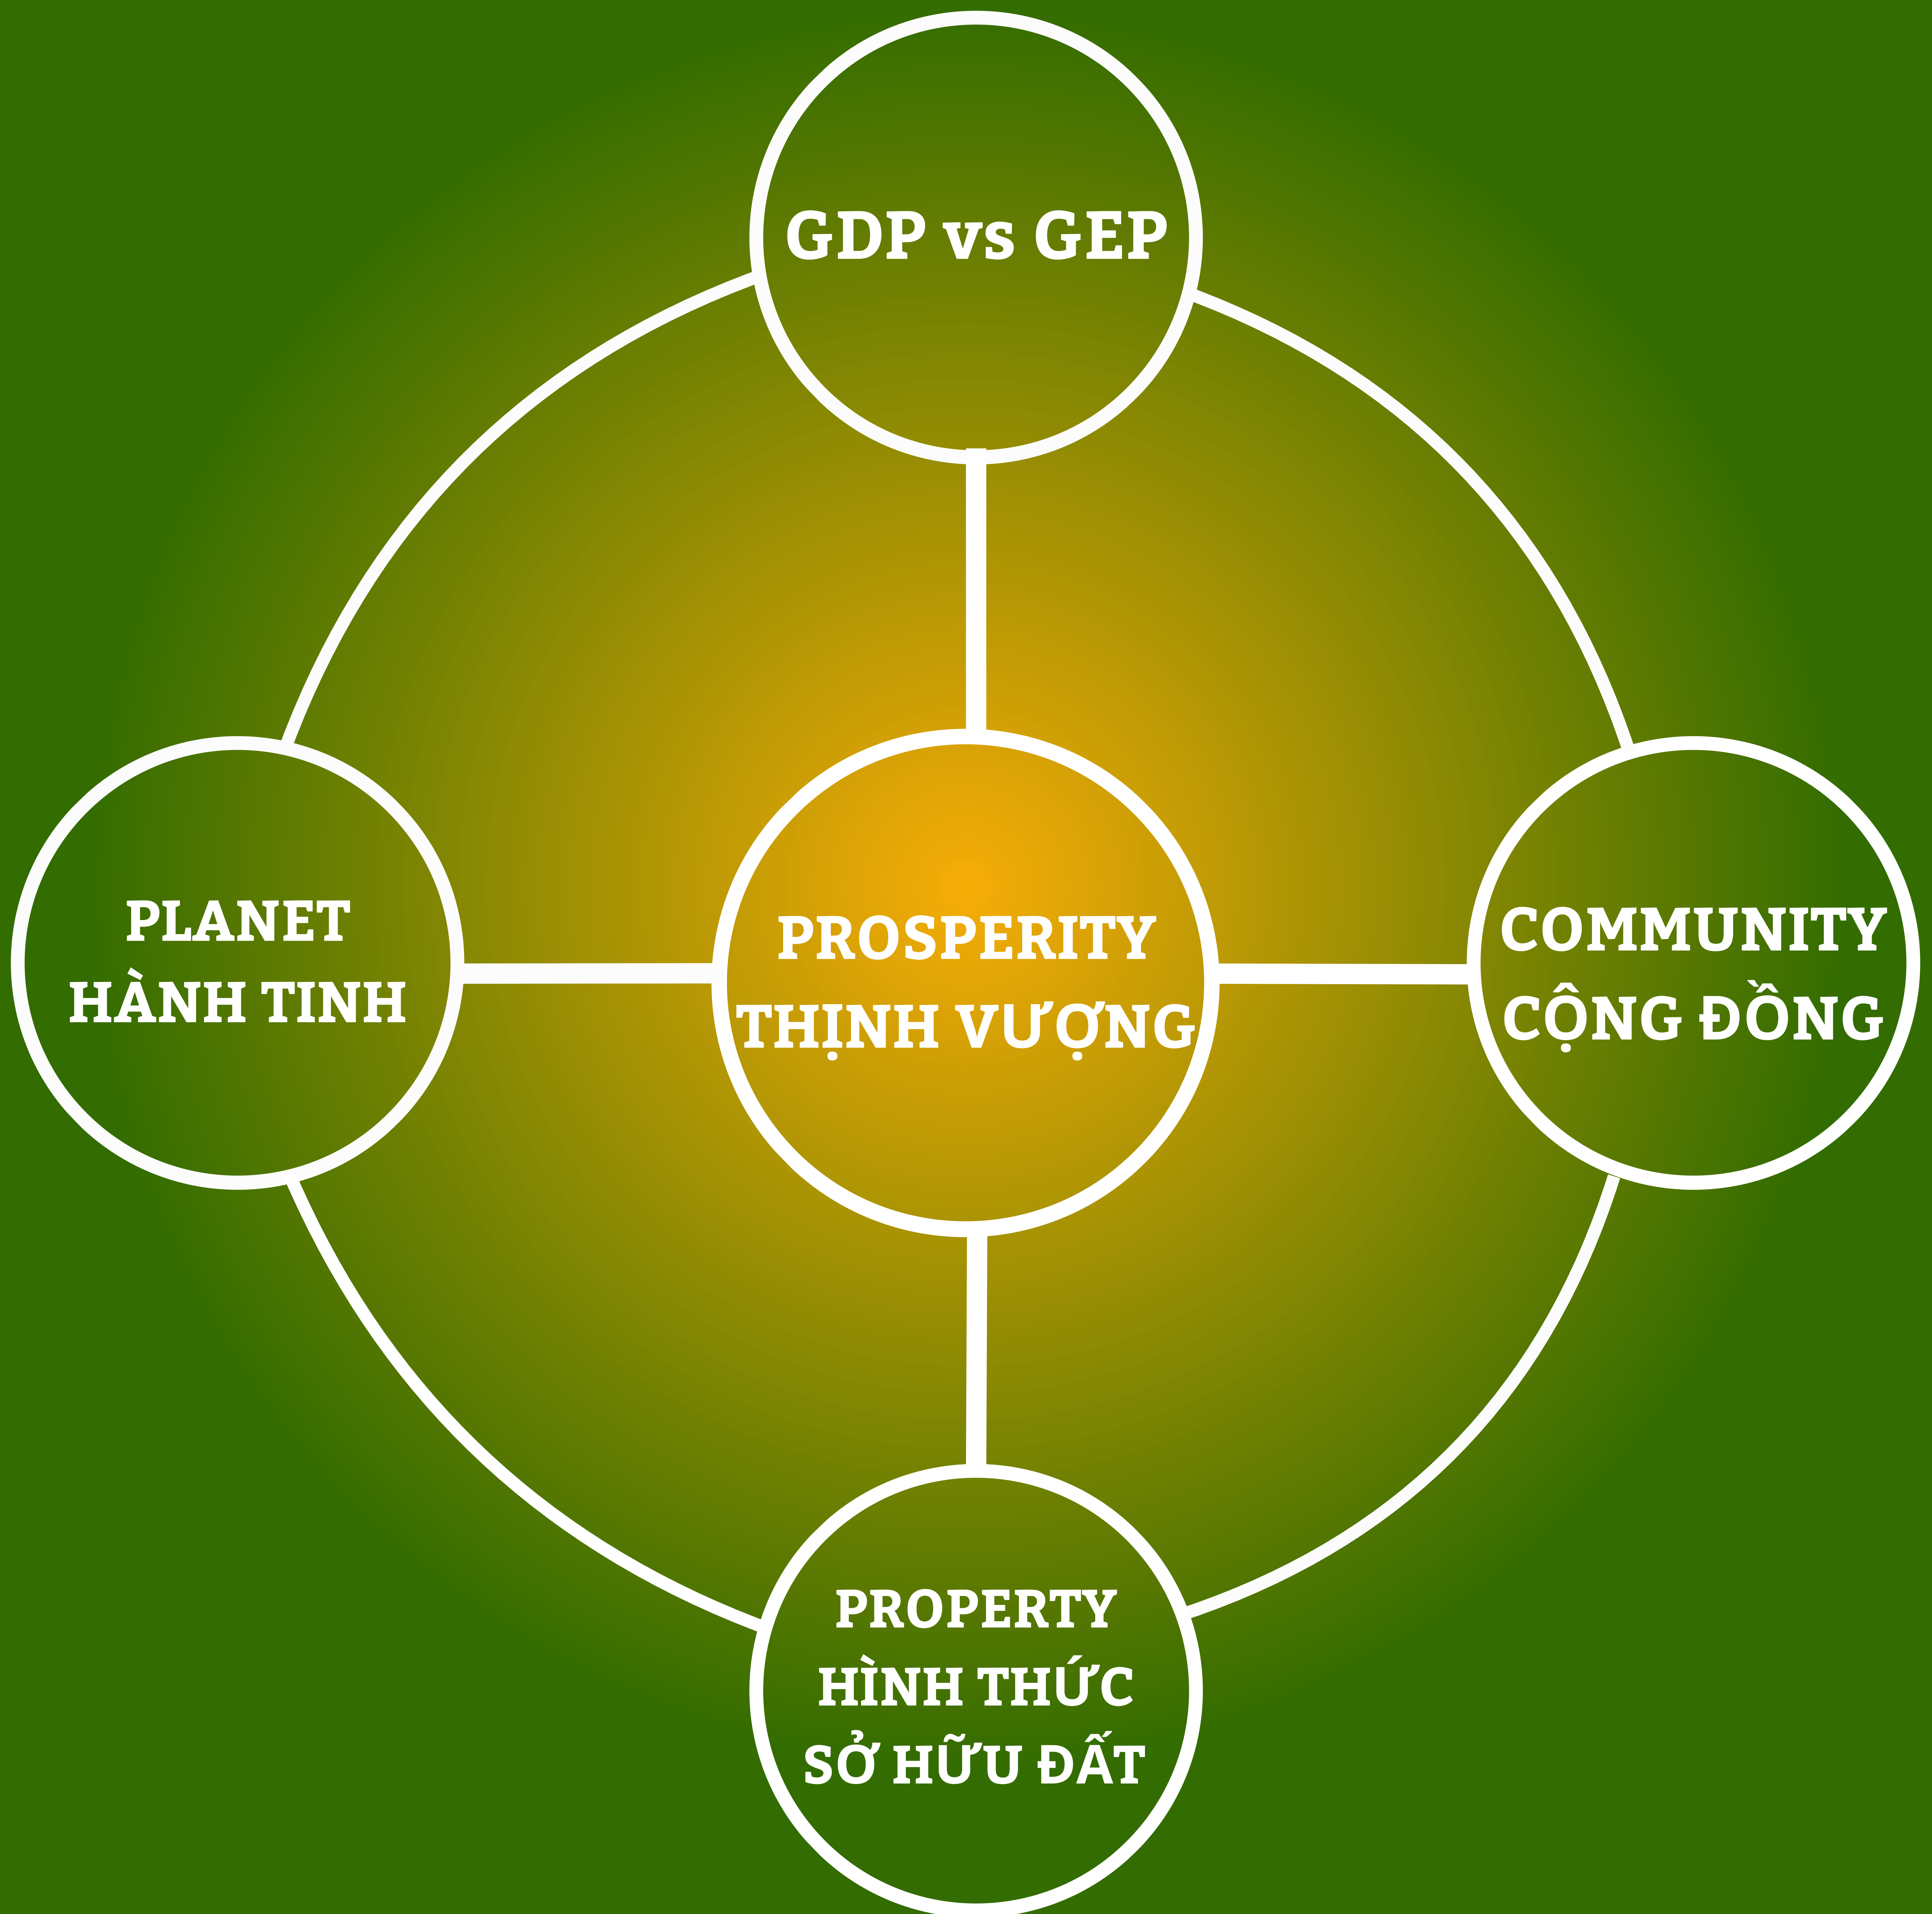 GDP vs GEP
PLANET
HÀNH TINH
PROSPERITY
THỊNH VƯỢNG
COMMUNITY
CỘNG ĐỒNG
PROPERTY
HÌNH THỨC
SỞ HỮU ĐẤT